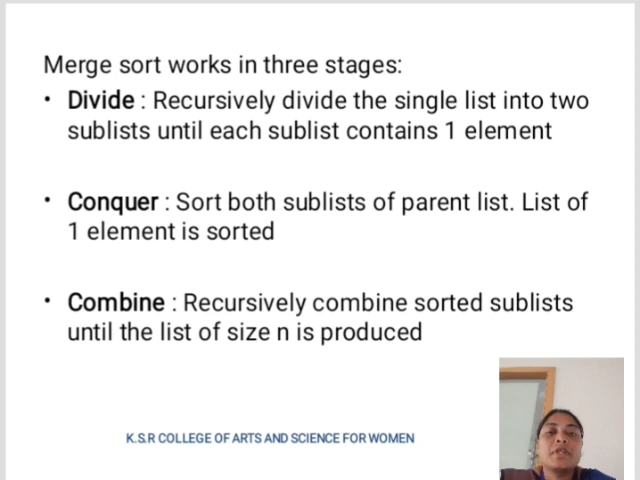 Merge sort works in three stages:
• Divide : Recursively divide the single list into two
sublists until each sublist contains 1 element
• Conquer : Sort both sublists of parent list. List of
1 element is sorted
• Combine : Recursively combine sorted sublists
until the list of size n is produced
K.S.R COLLEGE OF ARTS AND SCIENCE FOR WOMEN